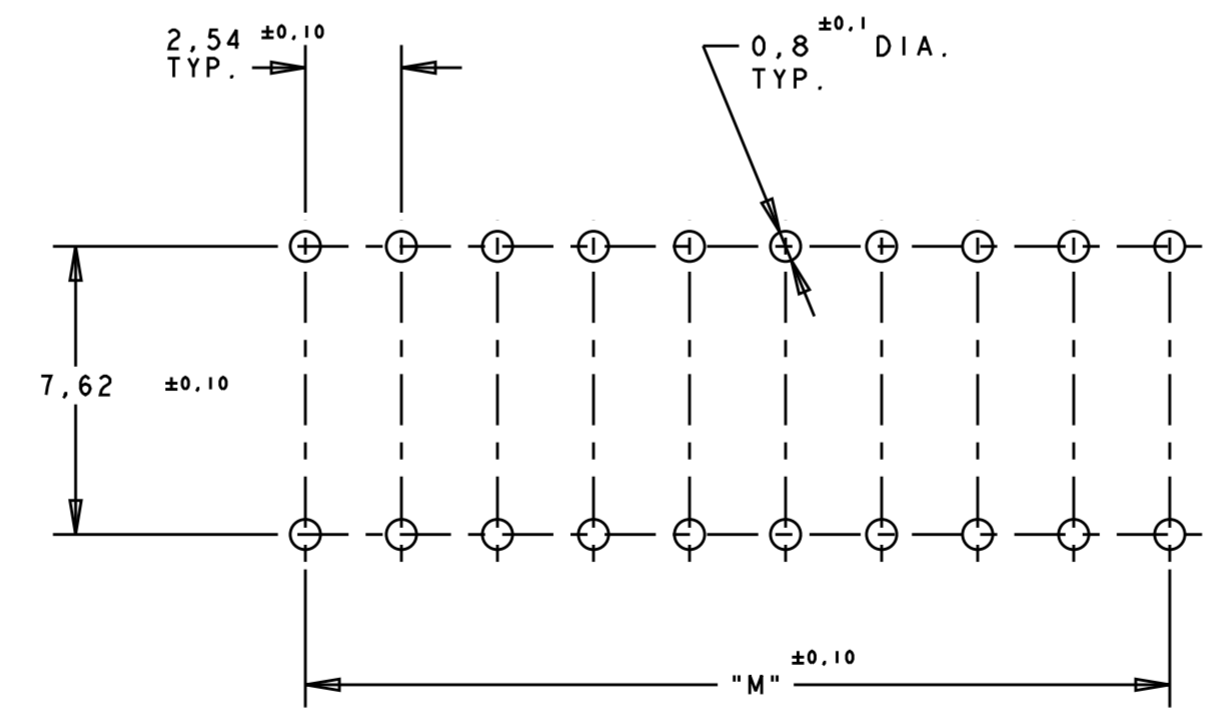 2,54 ±0,10
TYP.
0,8 ±0,1 DIA.
TYP.
7,62 ±0,10
±0,10
"M"